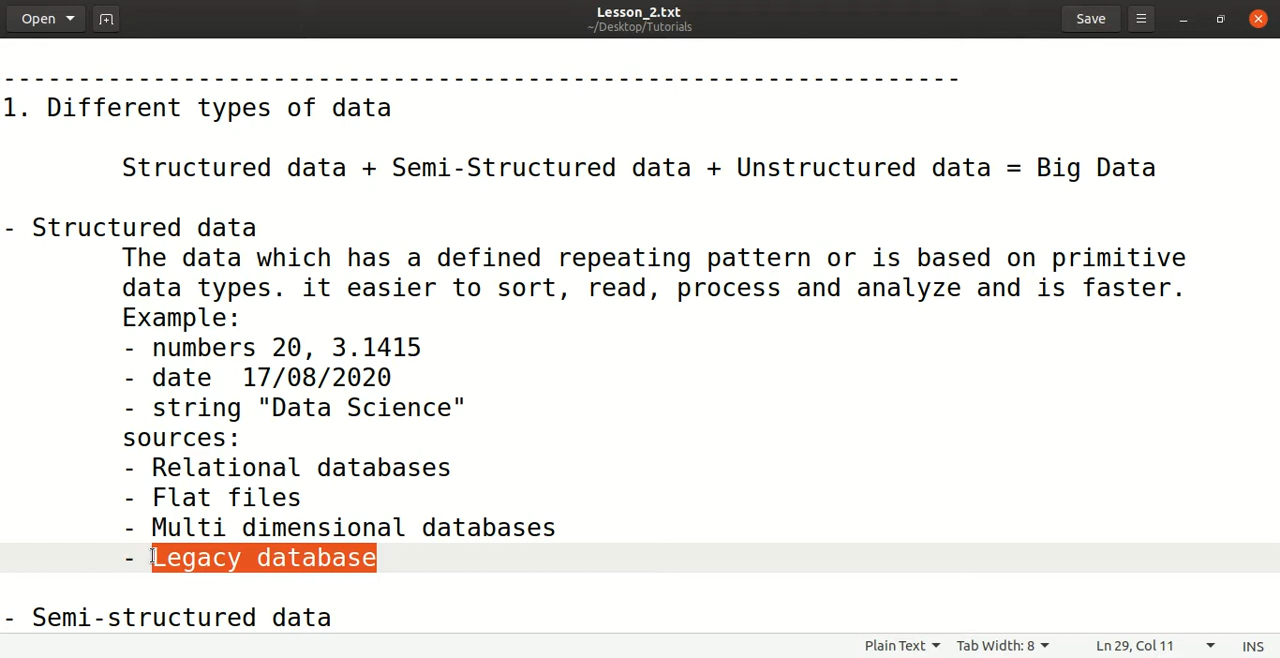 Open
Lesson_2.txt
~/Desktop/Tutorials
Save
----------------------------------------------------------------
1. Different types of data
Structured data + Semi-Structured data + Unstructured data = Big Data
- Structured data
The data which has a defined repeating pattern or is based on primitive
data types. it easier to sort, read, process and analyze and is faster.
Example:
- numbers 20, 3.1415
- date  17/08/2020
- string "Data Science"
sources:
- Relational databases
- Flat files
- Multi dimensional databases
- Legacy database
- Semi-structured data
Plain Text Tab Width: 8 Ln 29, Col 11 INS